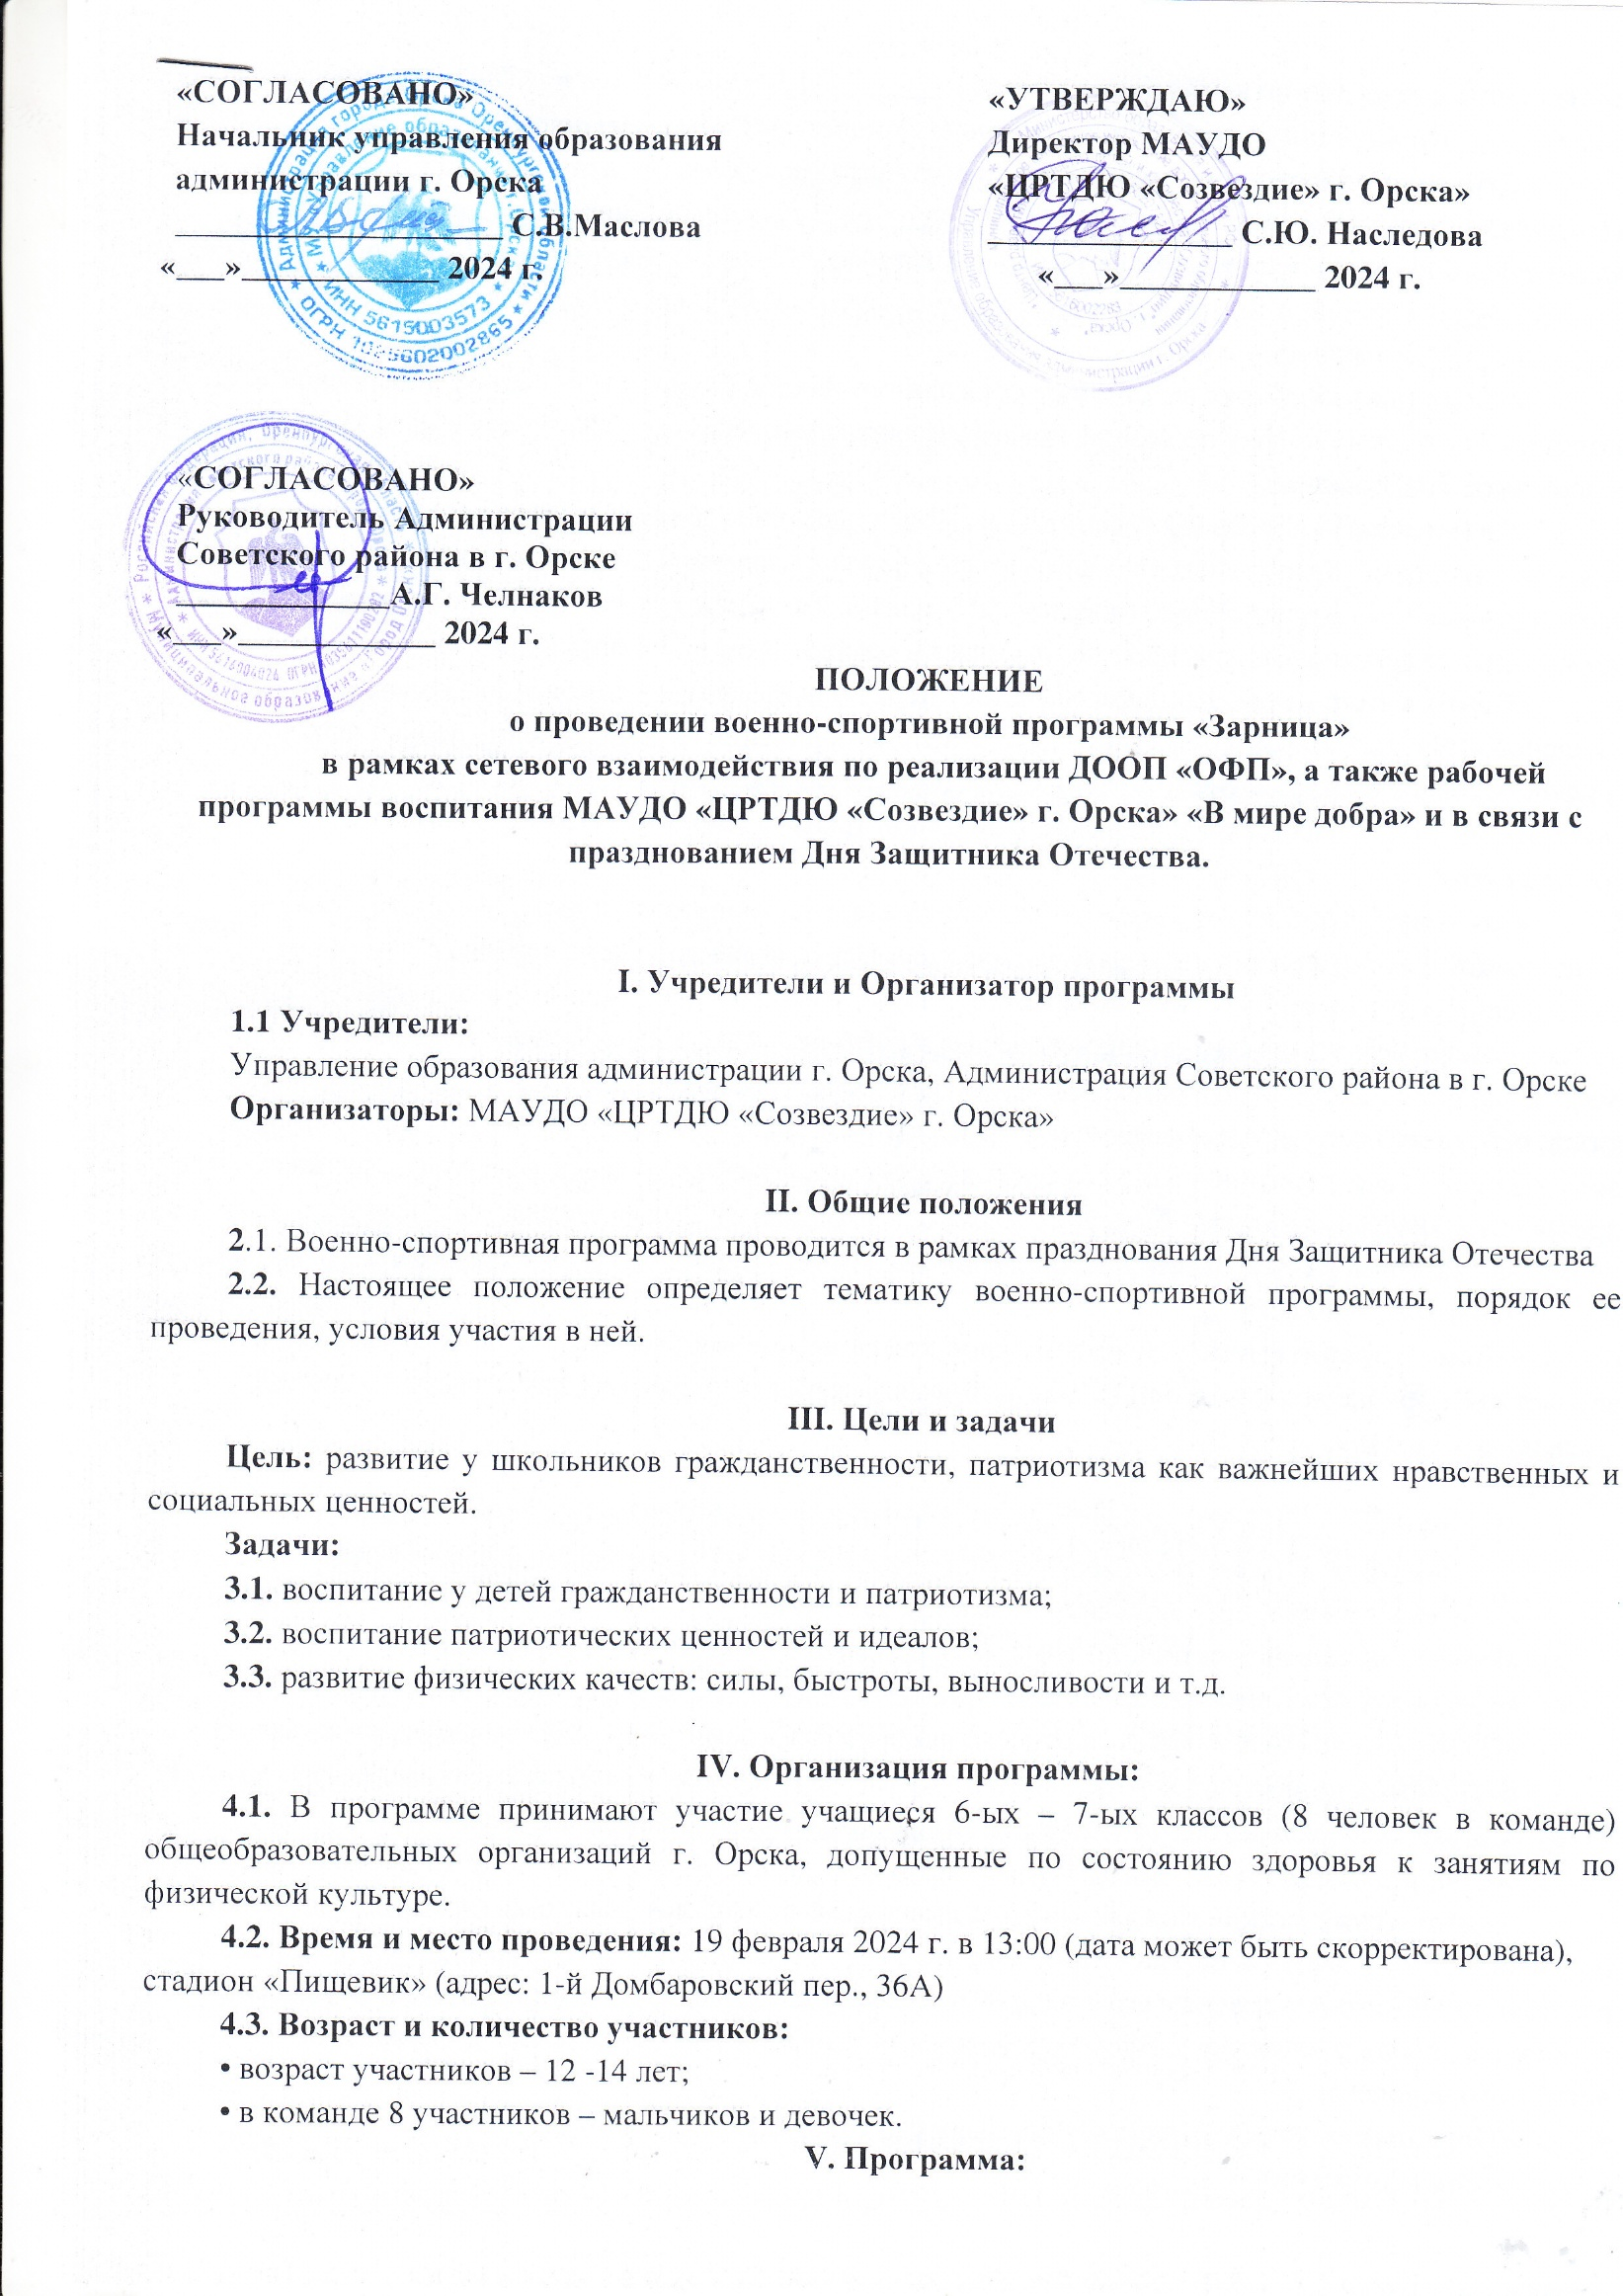 «СОГЛАСОВАНО»
Начальник управления образования
администрации г. Орска
____________________ С.В.Маслова
«___»____________ 2024 г.
«УТВЕРЖДАЮ»
Директор МАУДО
«ЦРТДЮ «Созвездие» г. Орска»
_______________ С.Ю. Наследова
«___»____________ 2024 г.
ИНН 5615003573
ОГРН 1025602002865
«СОГЛАСОВАНО»
Руководитель Администрации
Советского района в г. Орске
_____________А.Г. Челнаков
«___»____________ 2024 г.
ПОЛОЖЕНИЕ
о проведении военно-спортивной программы «Зарница»
в рамках сетевого взаимодействия по реализации ДООП «ОФП», а также рабочей
программы воспитания МАУДО «ЦРТДЮ «Созвездие» г. Орска» «В мире добра» и в связи с
празднованием Дня Защитника Отечества.
I. Учредители и Организатор программы
1.1 Учредители:
Управление образования администрации г. Орска, Администрация Советского района в г. Орске
Организаторы: МАУДО «ЦРТДЮ «Созвездие» г. Орска»
II. Общие положения
2.1. Военно-спортивная программа проводится в рамках празднования Дня Защитника Отечества
2.2. Настоящее положение определяет тематику военно-спортивной программы, порядок ее
проведения, условия участия в ней.
III. Цели и задачи
Цель: развитие у школьников гражданственности, патриотизма как важнейших нравственных и
социальных ценностей.
Задачи:
3.1. воспитание у детей гражданственности и патриотизма;
3.2. воспитание патриотических ценностей и идеалов;
3.3. развитие физических качеств: силы, быстроты, выносливости и т.д.
IV. Организация программы:
4.1. В программе принимают участие учащиеся 6-ых – 7-ых классов (8 человек в команде)
общеобразовательных организаций г. Орска, допущенные по состоянию здоровья к занятиям по
физической культуре.
4.2. Время и место проведения: 19 февраля 2024 г. в 13:00 (дата может быть скорректирована),
стадион «Пищевик» (адрес: 1-й Домбаровский пер., 36А)
4.3. Возраст и количество участников:
• возраст участников – 12 -14 лет;
• в команде 8 участников – мальчиков и девочек.
V. Программа: